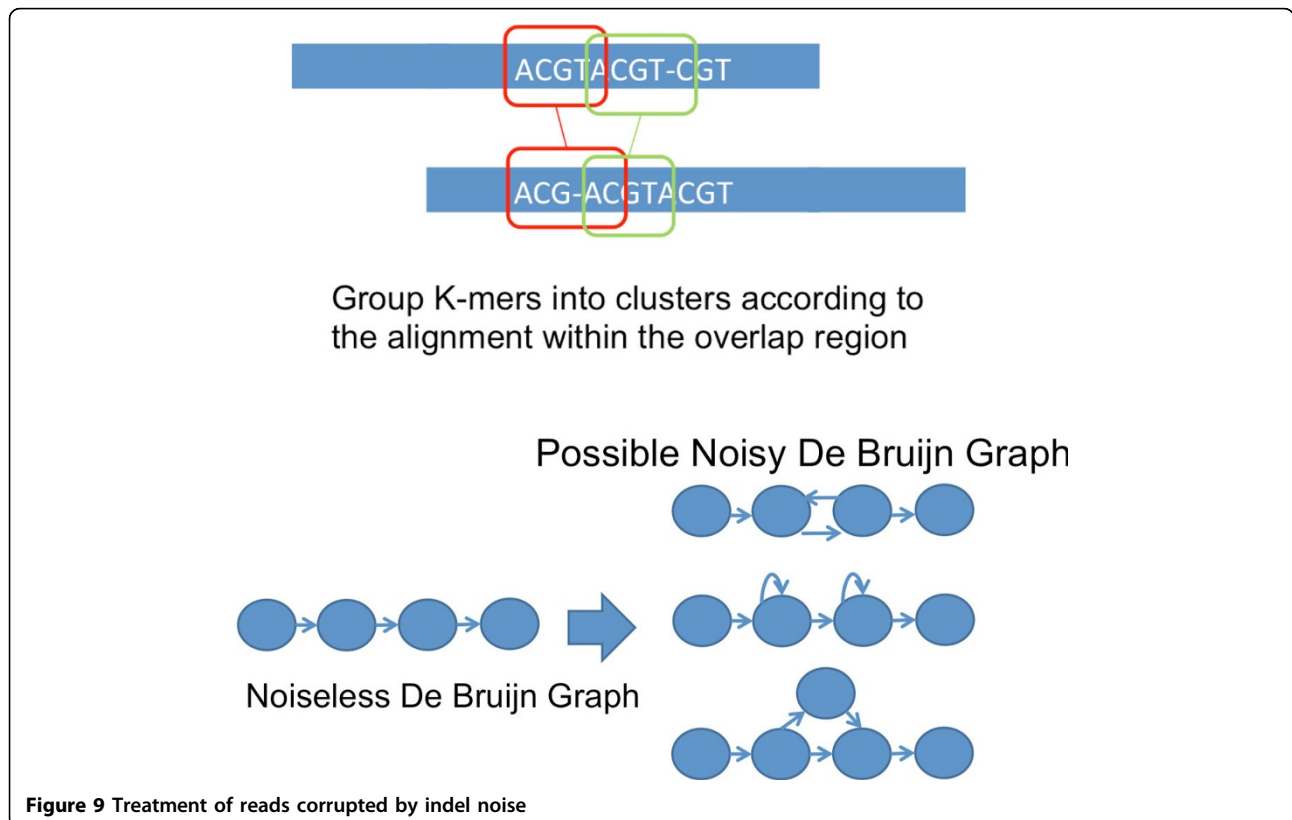 ACGTACGT-CGT
ACG-ACGTACGT
Group K-mers into clusters according to
the alignment within the overlap region
Possible Noisy De Bruijn Graph
Noiseless De Bruijn Graph
Figure 9 Treatment of reads corrupted by indel noise